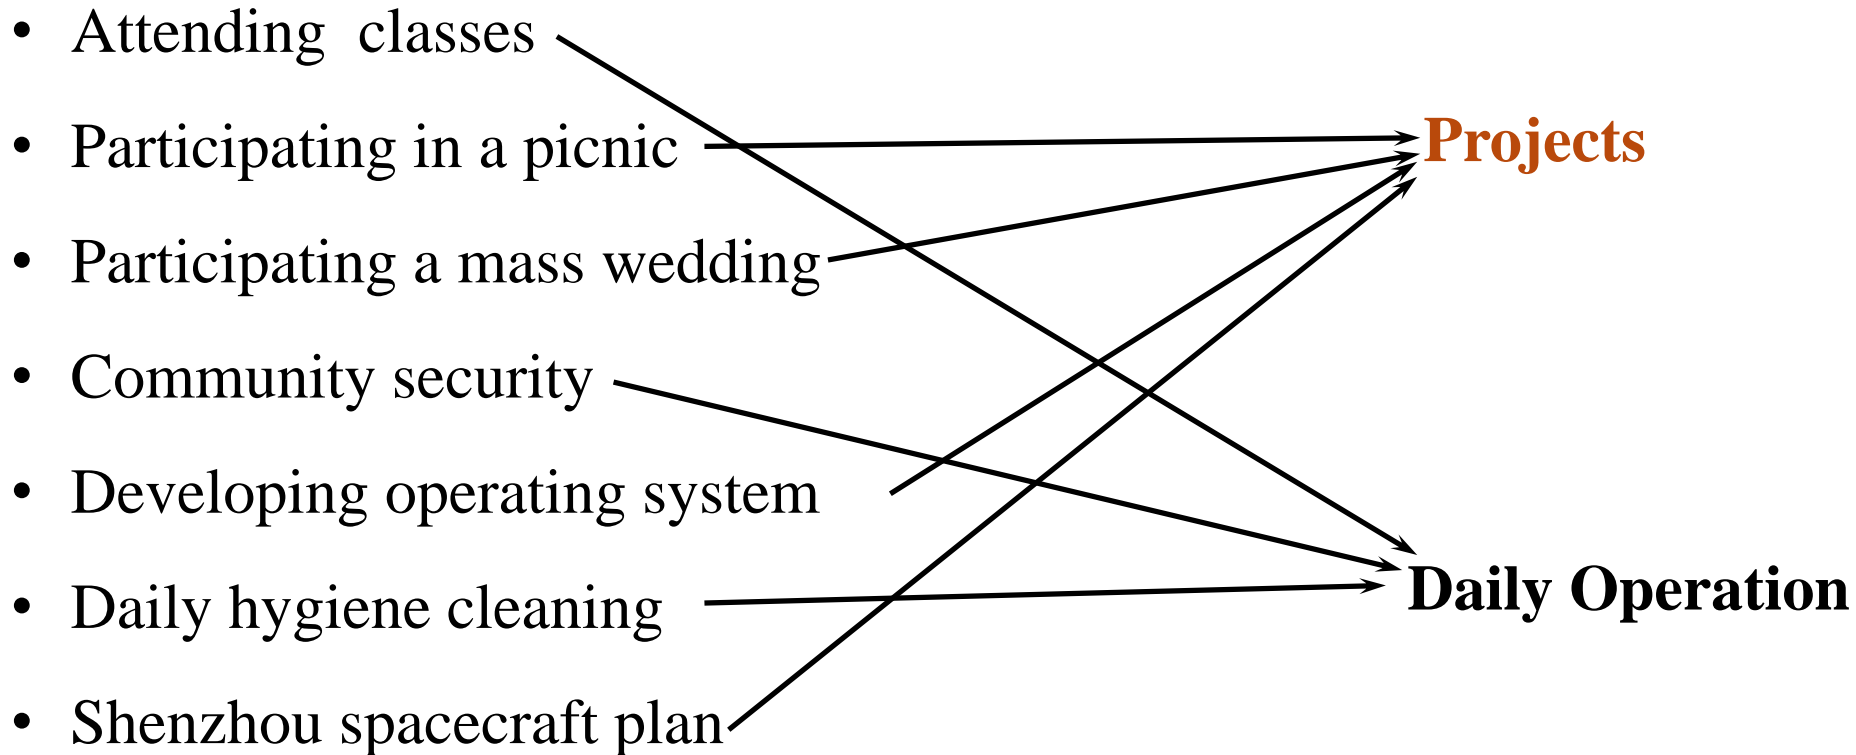 • Attending classes
• Participating in a picnic
Projects
• Participating a mass wedding
• Community security
• Developing operating system
• Daily hygiene cleaning
Daily Operation
• Shenzhou spacecraft plan